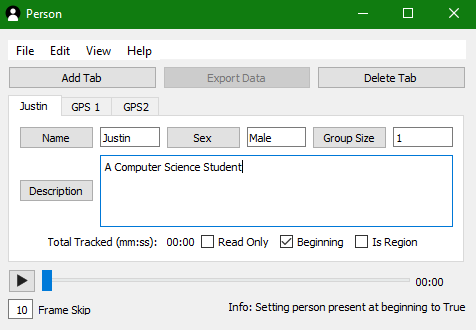 Person
File Edit View Help
Add Tab Export Data Delete Tab
Justin GPS 1 GPS2
Name Justin Sex Male Group Size 1
A Computer Science Student
Description
Total Tracked (mm:ss): 00:00 Read Only Beginning Is Region
00:00
10 Frame Skip Info: Setting person present at beginning to True